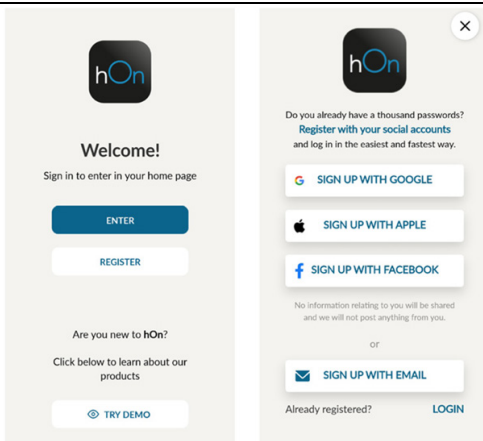 hOn
Welcome!
Sign in to enter in your home page
ENTER
REGISTER
Are you new to hOn?
Click below to learn about our
products
TRY DEMO
hOn
Do you already have a thousand passwords?
Register with your social accounts
and log in in the easiest and fastest way.
SIGN UP WITH GOOGLE
SIGN UP WITH APPLE
SIGN UP WITH FACEBOOK
No information relating to you will be shared
and we will not post anything from you.
or
SIGN UP WITH EMAIL
Already registered? LOGIN